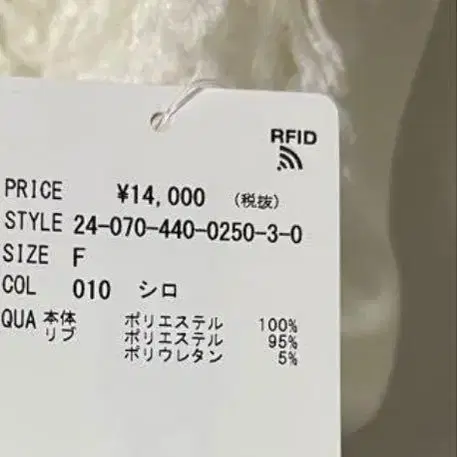 RFID
PRICE ¥14,000 (税抜)
STYLE 24-070-440-0250-3-0
SIZE F
COL 010 シロ
QUA 本体 ポリエステル 100%
リブ ポリエステル 95%
ポリウレタン 5%